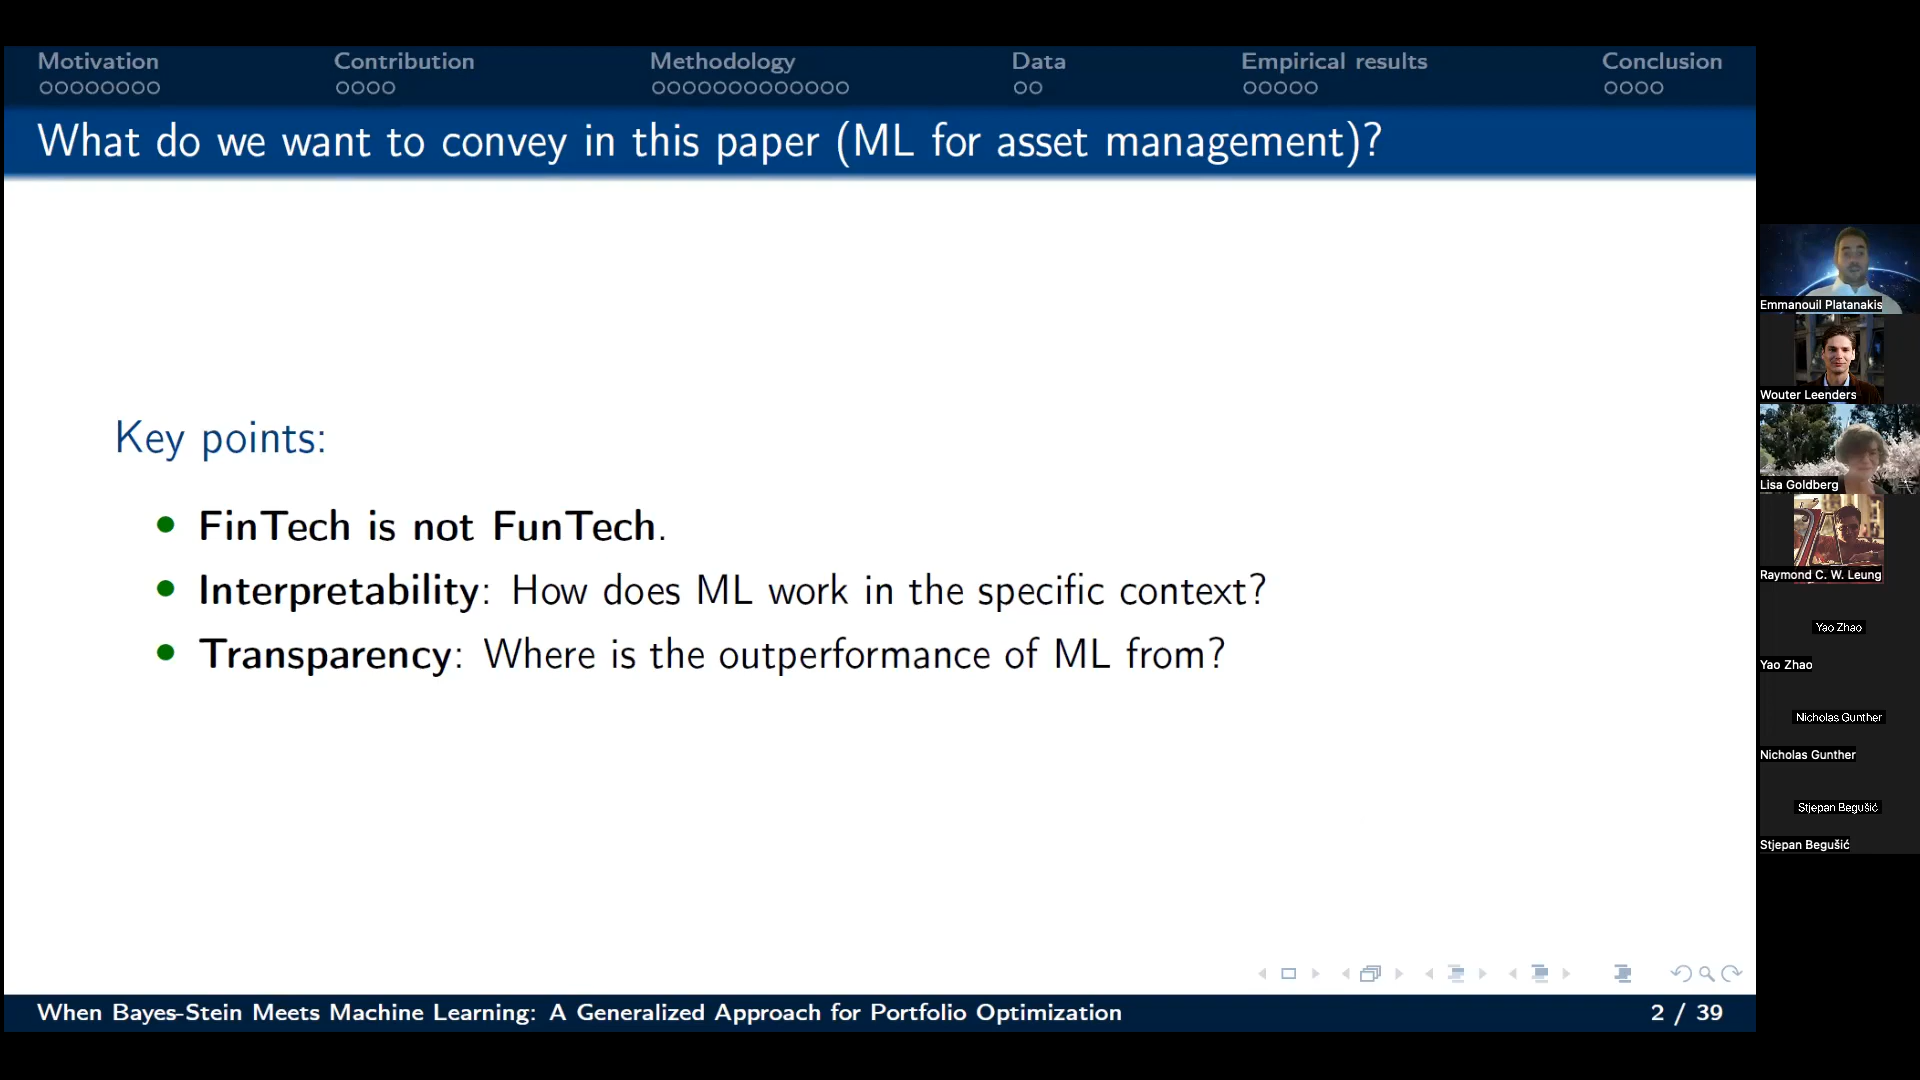 Motivation
Contribution
Methodology
Data
Empirical results
Conclusion
What do we want to convey in this paper (ML for asset management)?
Key points:
FinTech is not FunTech.
Interpretability: How does ML work in the specific context?
Transparency: Where is the outperformance of ML from?
When Bayes-Stein Meets Machine Learning: A Generalized Approach for Portfolio Optimization
2 / 39
Emmanouil Platanakis
Wouter Leenders
Lisa Goldberg
Raymond C. W. Leung
Yao Zhao
Yao Zhao
Nicholas Gunther
Nicholas Gunther
Stjepan Begušić
Stjepan Begušić